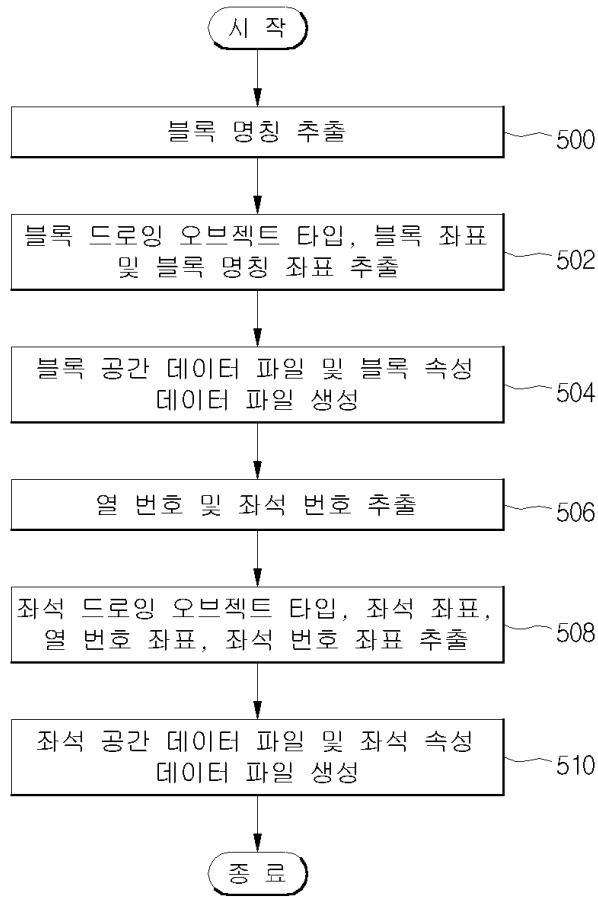 시 작
블록 명칭 추출
500
블록 드로잉 오브젝트 타입, 블록 좌표
및 블록 명칭 좌표 추출
502
블록 공간 데이터 파일 및 블록 속성
데이터 파일 생성
504
열 번호 및 좌석 번호 추출
506
좌석 드로잉 오브젝트 타입, 좌석 좌표,
열 번호 좌표, 좌석 번호 좌표 추출
508
좌석 공간 데이터 파일 및 좌석 속성
데이터 파일 생성
510
종 료